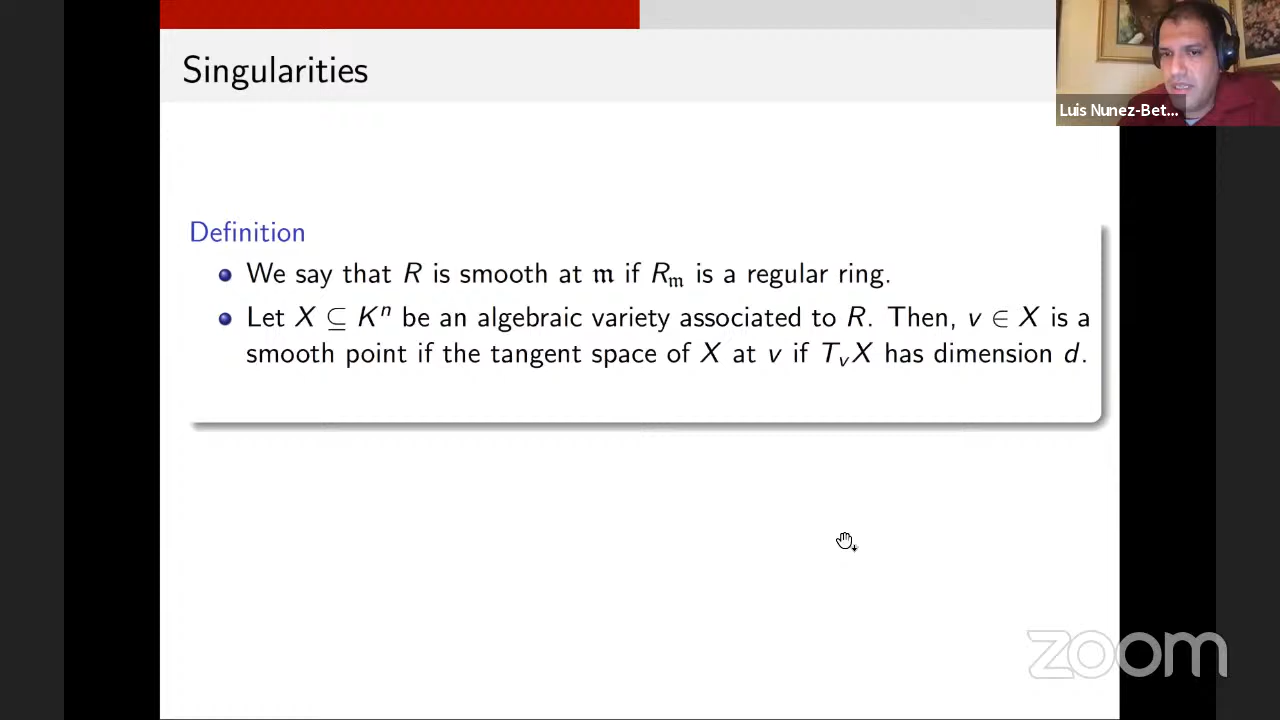 Singularities
Luis Nunez-Bet...
Definition
We say that R is smooth at 𝔪 if R_𝔪 is a regular ring.
Let X ⊆ Kⁿ be an algebraic variety associated to R. Then, v ∈ X is a
smooth point if the tangent space of X at v if T_vX has dimension d.
zoom